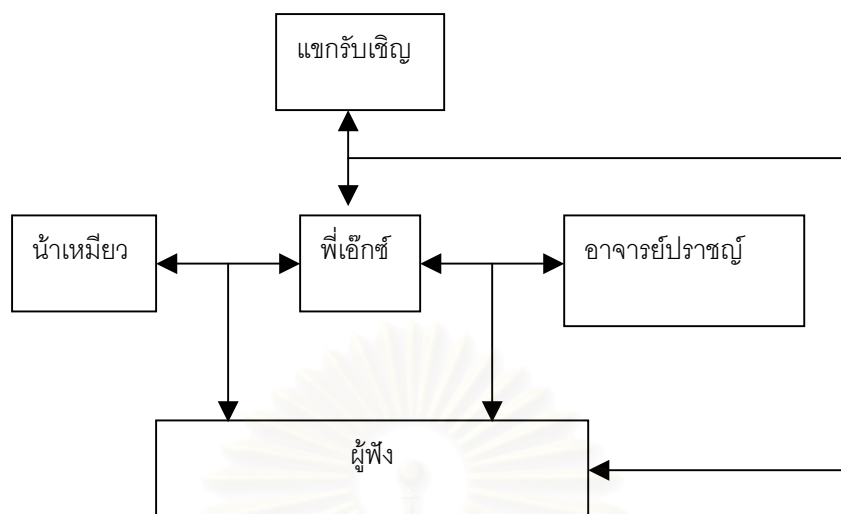 แขกรับเชิญ
น้าเหมียว
พี่เอ๊กซ์
อาจารย์ปราชญ์
ผู้ฟัง